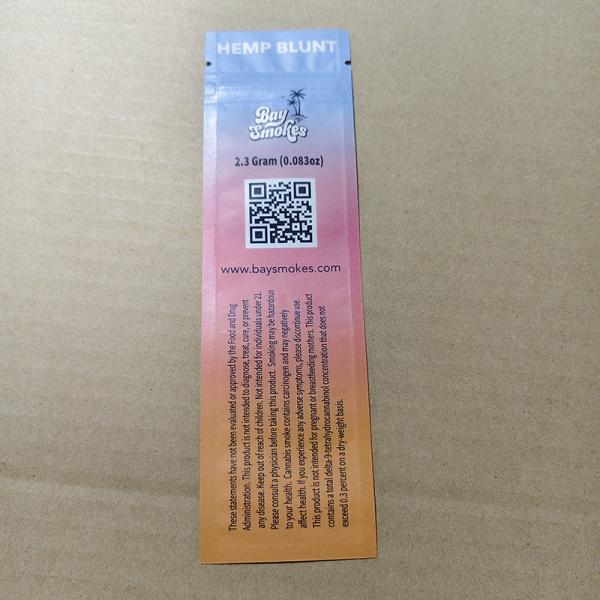 HEMP BLUNT
Bay
Smokes
2.3 Gram (0.083oz)
www.baysmokes.com
These statements have not been evaluated or approved by the Food and Drug
Administration. This product is not intended to diagnose, treat, cure, or prevent
any disease. Keep out of reach of children. Not intended for individuals under 21.
Please consult a physician before taking this product. Smoking may be hazardous
to your health. Cannabis smoke contains carcinogen and may negatively
affect health. If you experience any adverse symptoms, please discontinue use.
This product is not intended for pregnant or breastfeeding mothers. This product
contains a total delta-9-tetrahydrocannabinol concentration that does not
exceed 0.3 percent on a dry-weight basis.